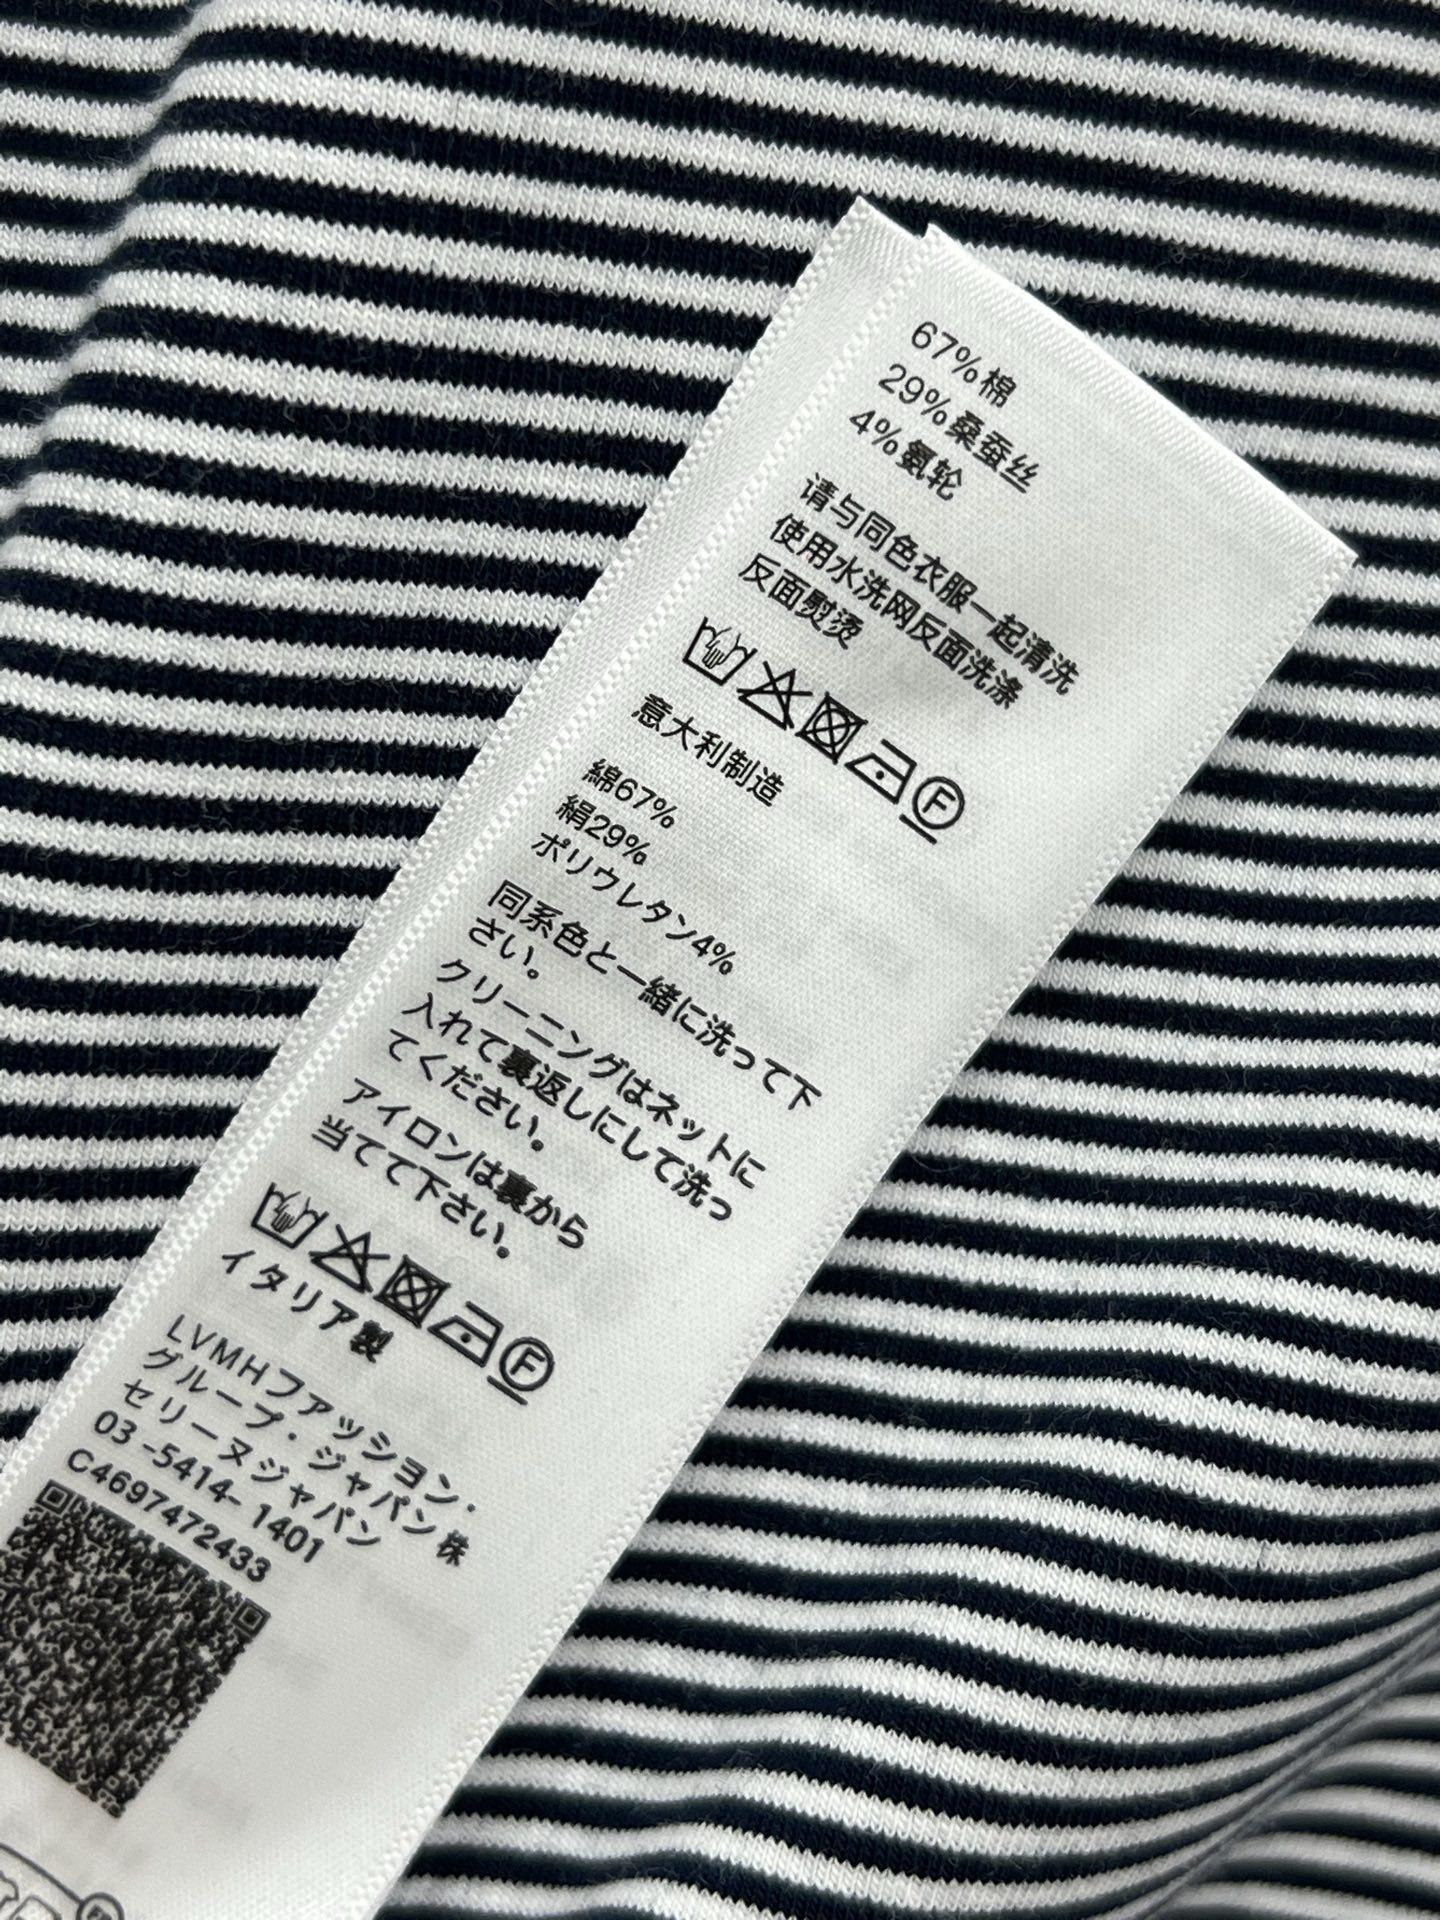 67%棉
29%桑蚕丝
4%氨轮
请与同色衣服一起清洗
使用水洗网反面洗涤
反面熨烫
F
意大利制造
綿67%
絹29%
ポリウレタン4%
同系色と一緒に洗って下
さい。
クリーニングはネットに
入れて裏返しにして洗っ
てください。
アイロンは裏から
当てて下さい。
F
イタリア製
LVMHファッション・
グループ・ジャパン株
セリーヌジャパン
03-5414-1401
C4697472433